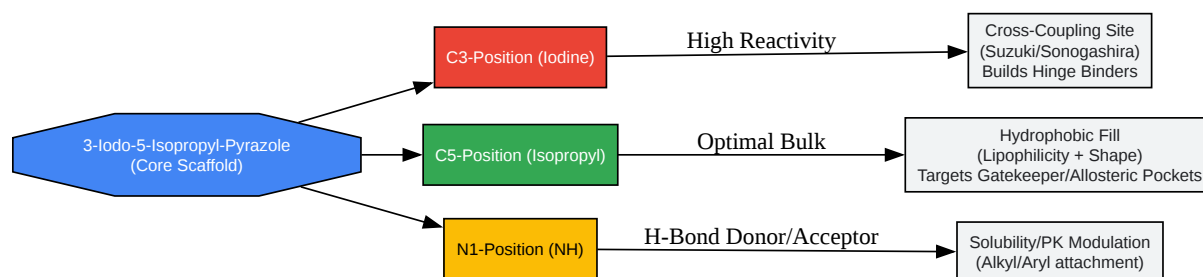 3-Iodo-5-Isopropyl-Pyrazole
(Core Scaffold)
C3-Position (Iodine)
High Reactivity
Cross-Coupling Site
(Suzuki/Sonogashira)
Builds Hinge Binders
C5-Position (Isopropyl)
Optimal Bulk
Hydrophobic Fill
(Lipophilicity + Shape)
Targets Gatekeeper/Allosteric Pockets
N1-Position (NH)
H-Bond Donor/Acceptor
Solubility/PK Modulation
(Alkyl/Aryl attachment)